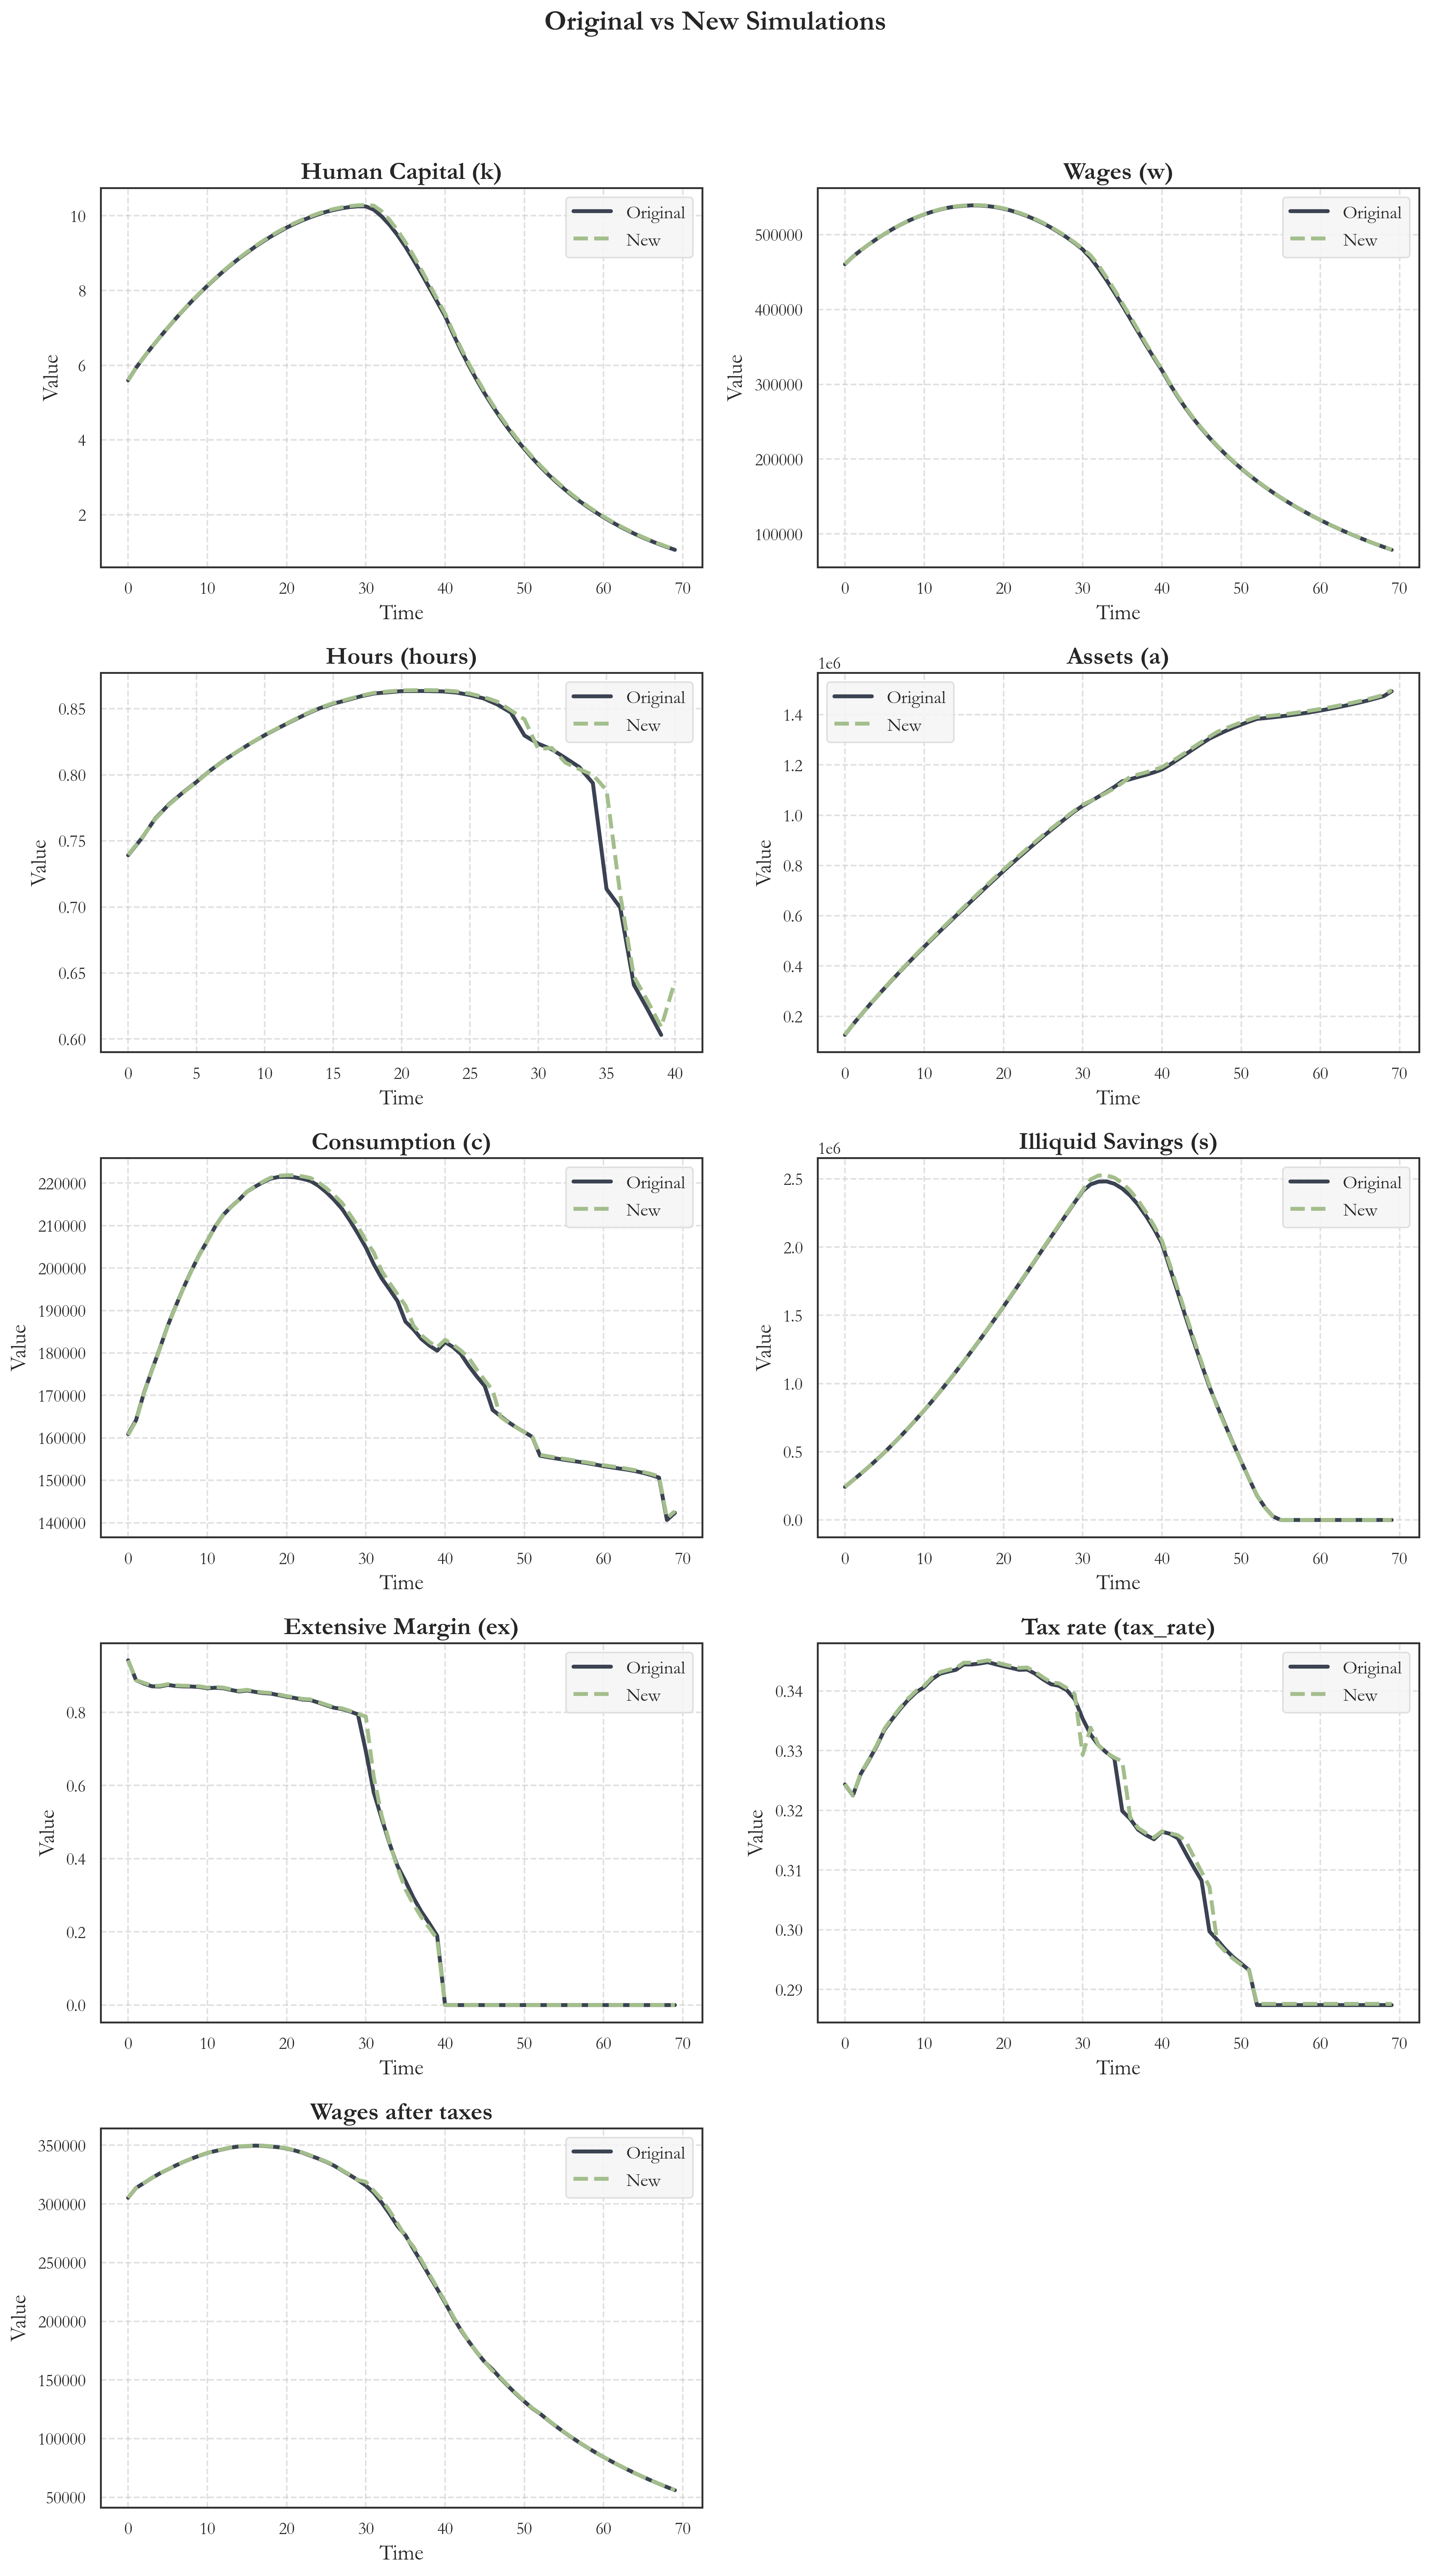 Original vs New Simulations
Human Capital (k)
Original
New
Value
10
8
6
4
2
0 10 20 30 40 50 60 70
Time
Wages (w)
Original
New
Value
500000
400000
300000
200000
100000
0 10 20 30 40 50 60 70
Time
Hours (hours)
Original
New
Value
0.85
0.80
0.75
0.70
0.65
0.60
0 5 10 15 20 25 30 35 40
Time
Assets (a)
1e6
Original
New
Value
1.4
1.2
1.0
0.8
0.6
0.4
0.2
0 10 20 30 40 50 60 70
Time
Consumption (c)
Original
New
Value
220000
210000
200000
190000
180000
170000
160000
150000
140000
0 10 20 30 40 50 60 70
Time
Illiquid Savings (s)
1e6
Original
New
Value
2.5
2.0
1.5
1.0
0.5
0.0
0 10 20 30 40 50 60 70
Time
Extensive Margin (ex)
Original
New
Value
0.8
0.6
0.4
0.2
0.0
0 10 20 30 40 50 60 70
Time
Tax rate (tax_rate)
Original
New
Value
0.34
0.33
0.32
0.31
0.30
0.29
0 10 20 30 40 50 60 70
Time
Wages after taxes
Original
New
Value
350000
300000
250000
200000
150000
100000
50000
0 10 20 30 40 50 60 70
Time